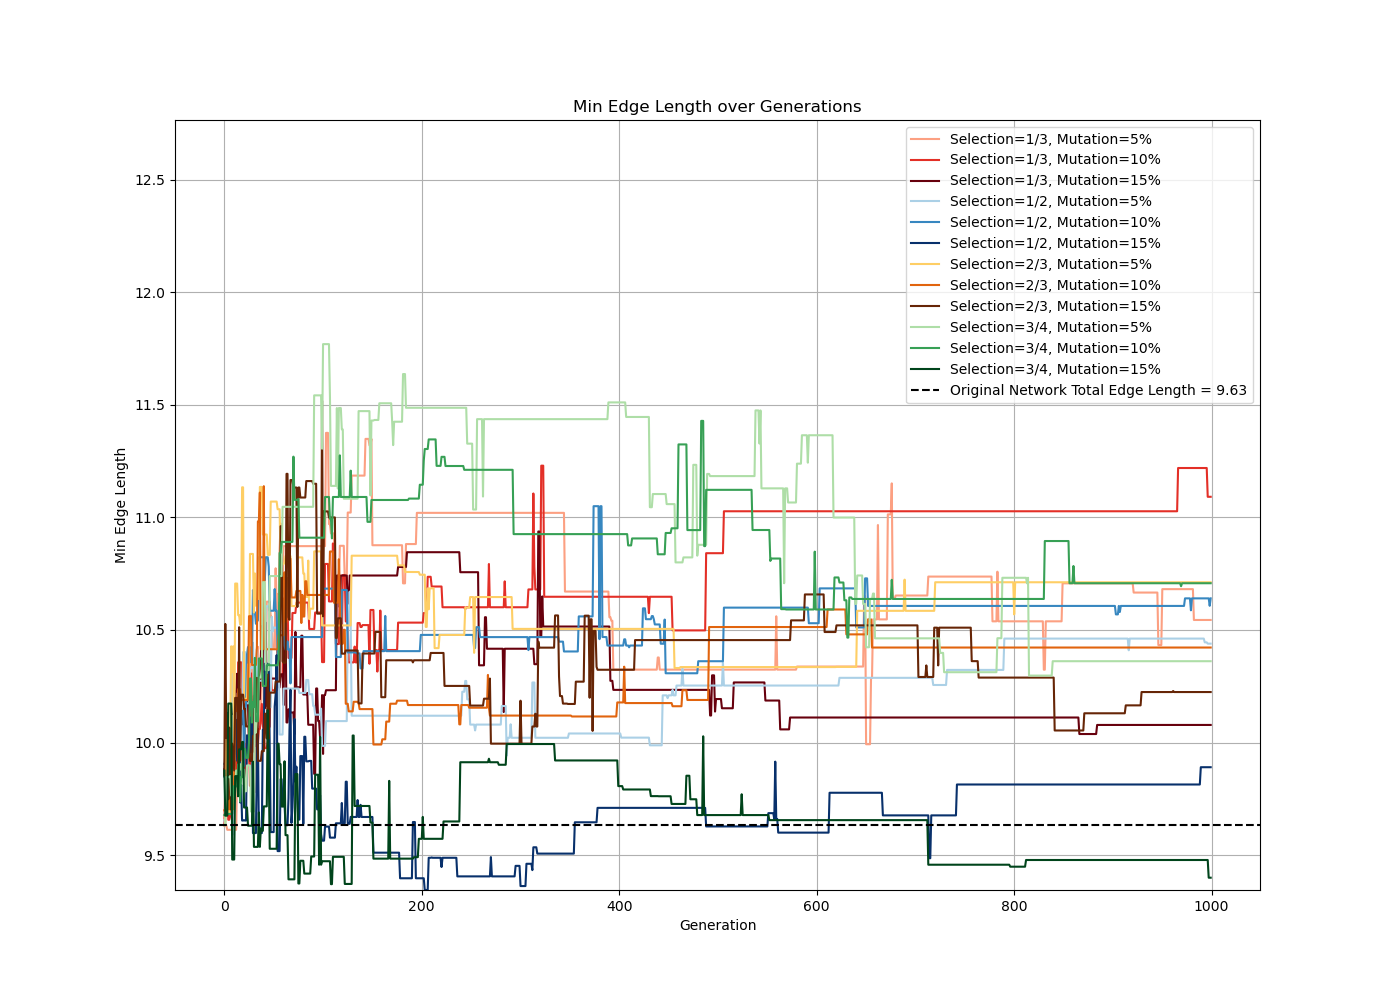 Min Edge Length over Generations
Selection=1/3, Mutation=5%
Selection=1/3, Mutation=10%
Selection=1/3, Mutation=15%
Selection=1/2, Mutation=5%
Selection=1/2, Mutation=10%
Selection=1/2, Mutation=15%
Selection=2/3, Mutation=5%
Selection=2/3, Mutation=10%
Selection=2/3, Mutation=15%
Selection=3/4, Mutation=5%
Selection=3/4, Mutation=10%
Selection=3/4, Mutation=15%
Original Network Total Edge Length = 9.63
Min Edge Length
12.5
12.0
11.5
11.0
10.5
10.0
9.5
0 200 400 600 800 1000
Generation